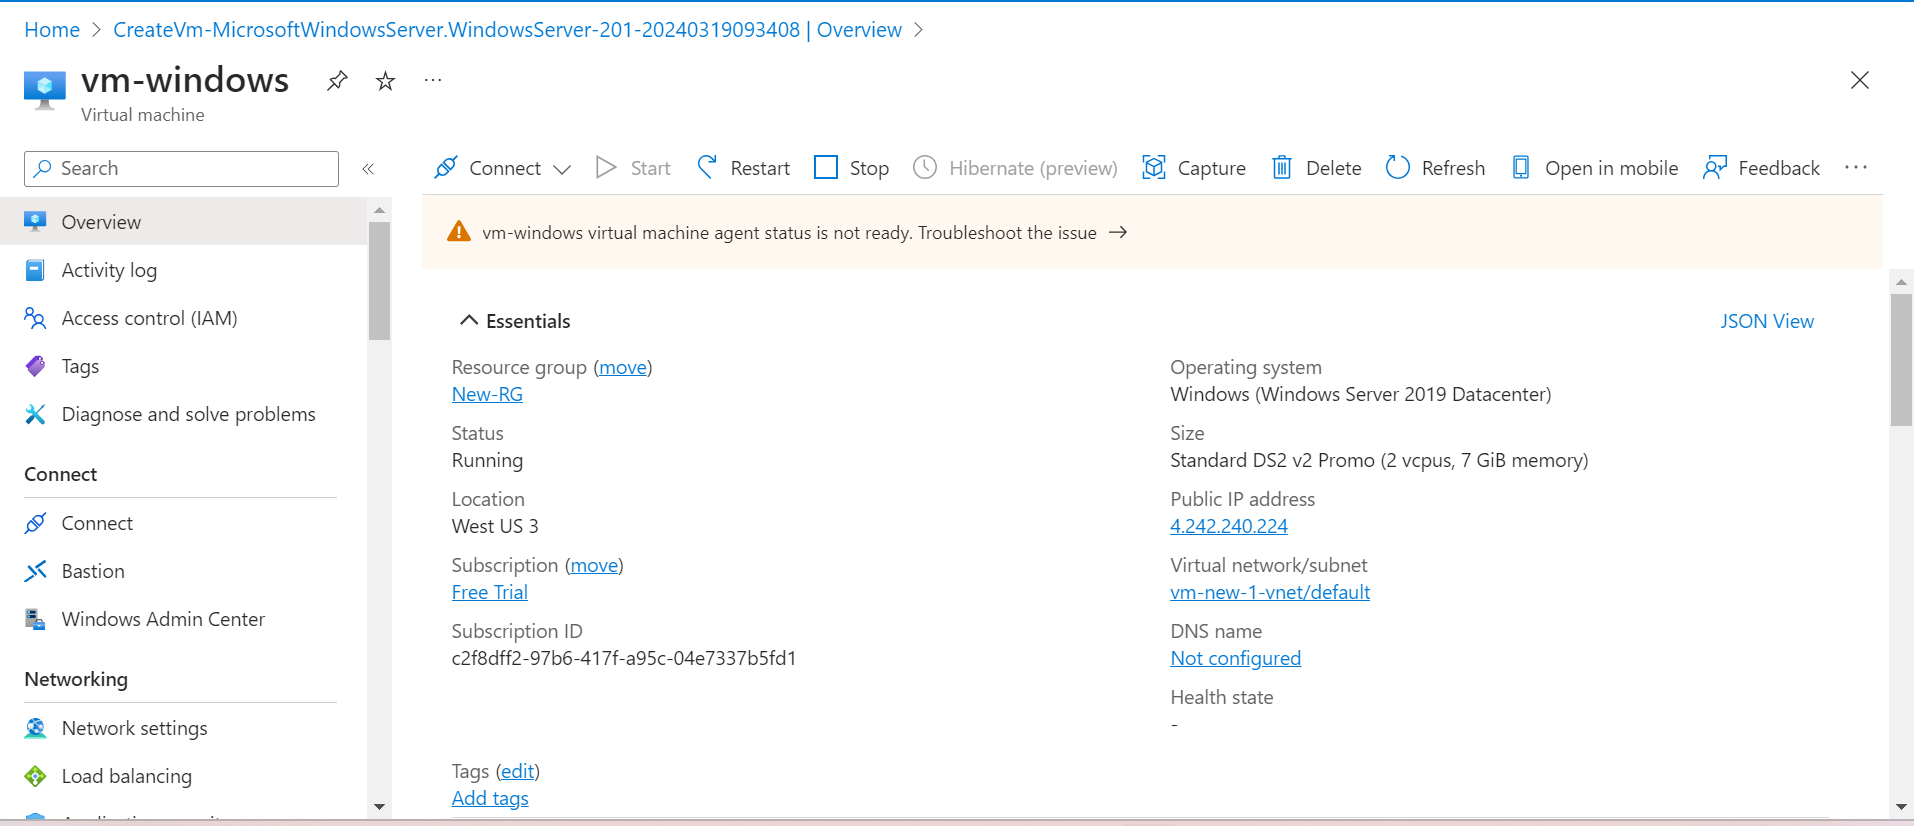 Home > CreateVm-MicrosoftWindowsServer.WindowsServer-201-20240319093408 | Overview >
vm-windows
Virtual machine
Search
Connect Start Restart Stop Hibernate (preview) Capture Delete Refresh Open in mobile Feedback
vm-windows virtual machine agent status is not ready. Troubleshoot the issue →
Overview
Activity log
Access control (IAM)
Tags
Diagnose and solve problems
Connect
Connect
Bastion
Windows Admin Center
Networking
Network settings
Load balancing
Essentials
JSON View
Resource group (move)
New-RG
Status
Running
Location
West US 3
Subscription (move)
Free Trial
Subscription ID
c2f8dff2-97b6-417f-a95c-04e7337b5fd1
Operating system
Windows (Windows Server 2019 Datacenter)
Size
Standard DS2 v2 Promo (2 vcpus, 7 GiB memory)
Public IP address
4.242.240.224
Virtual network/subnet
vm-new-1-vnet/default
DNS name
Not configured
Health state
-
Tags (edit)
Add tags